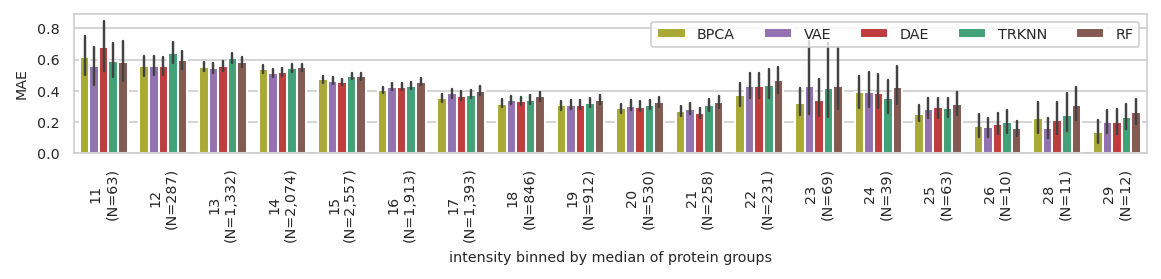 MAE
0.8
0.6
0.4
0.2
0.0
BPCA VAE DAE TRKNN RF
11
(N=63)
12
(N=287)
13
(N=1,332)
14
(N=2,074)
15
(N=2,557)
16
(N=1,913)
17
(N=1,393)
18
(N=846)
19
(N=912)
20
(N=530)
21
(N=258)
22
(N=231)
23
(N=69)
24
(N=39)
25
(N=63)
26
(N=10)
28
(N=11)
29
(N=12)
intensity binned by median of protein groups